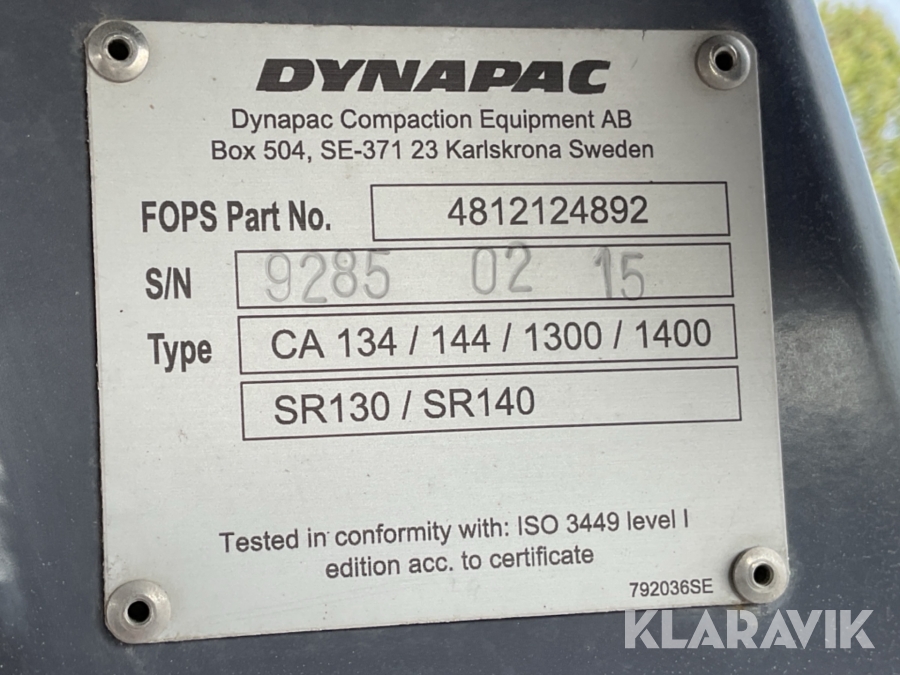 DYNAPAC
Dynapac Compaction Equipment AB
Box 504, SE-371 23 Karlskrona Sweden
FOPS Part No. 4812124892
S/N 9285 02 15
Type CA 134 / 144 / 1300 / 1400
SR130 / SR140
Tested in conformity with: ISO 3449 level I
edition acc. to certificate
792036SE
KLARAVIK